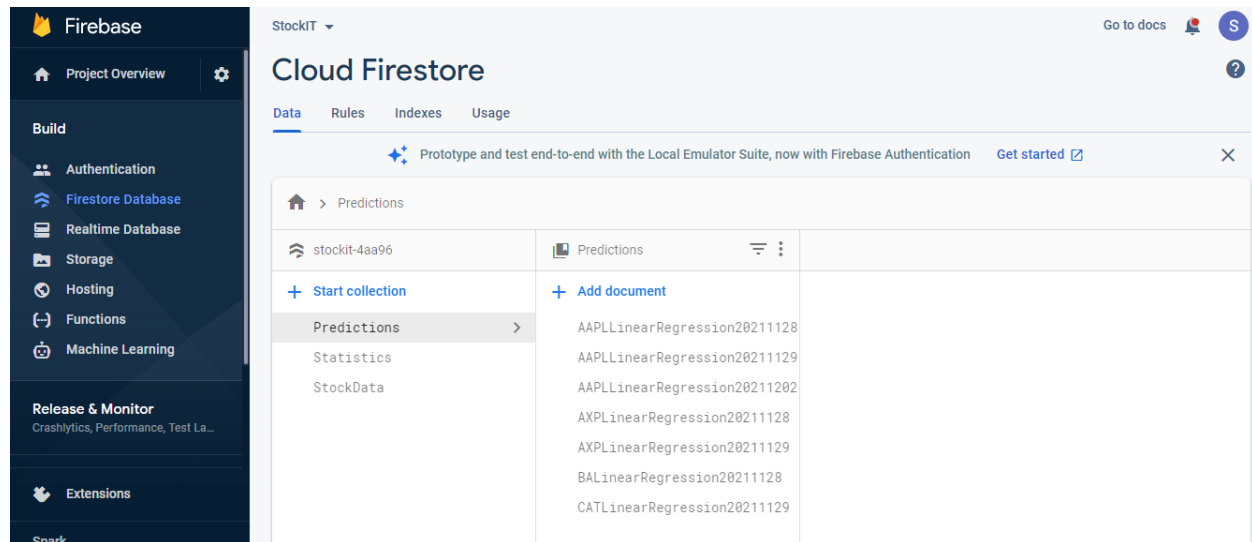 Firebase
Project Overview
Build
Authentication
Firestore Database
Realtime Database
Storage
Hosting
Functions
Machine Learning
Release & Monitor
Crashlytics, Performance, Test La...
Extensions
Spark
StockIT
Go to docs
S
Cloud Firestore
?
Data Rules Indexes Usage
Prototype and test end-to-end with the Local Emulator Suite, now with Firebase Authentication Get started
> Predictions
stockit-4aa96
+ Start collection
Predictions
Statistics
StockData
Predictions
+ Add document
AAPLLinearRegression20211128
AAPLLinearRegression20211129
AAPLLinearRegression20211202
AXPLinearRegression20211128
AXPLinearRegression20211129
BALinearRegression20211128
CATLinearRegression20211129